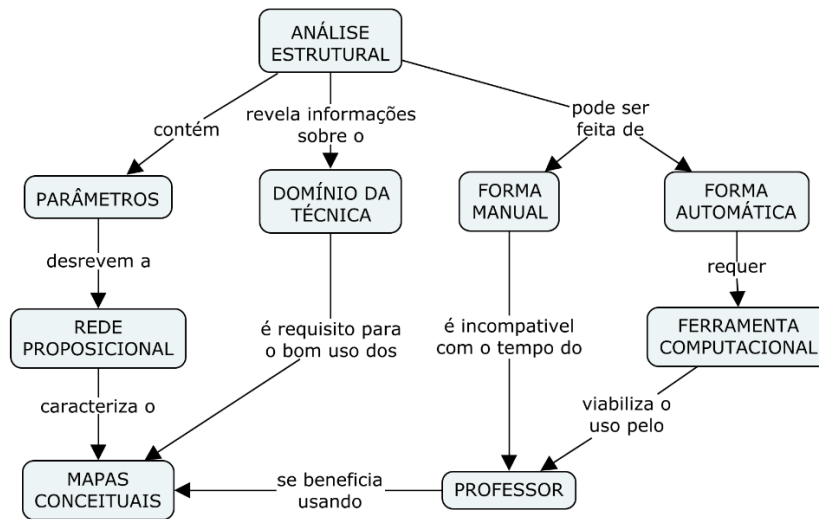 ANÁLISE
ESTRUTURAL
contém
revela informações
sobre o
pode ser
feita de
PARÂMETROS
DOMÍNIO DA
TÉCNICA
FORMA
MANUAL
FORMA
AUTOMÁTICA
desrevem a
requer
REDE
PROPOSICIONAL
é requisito para
o bom uso dos
é incompativel
com o tempo do
FERRAMENTA
COMPUTACIONAL
caracteriza o
viabiliza o
uso pelo
MAPAS
CONCEITUAIS
se beneficia
usando
PROFESSOR